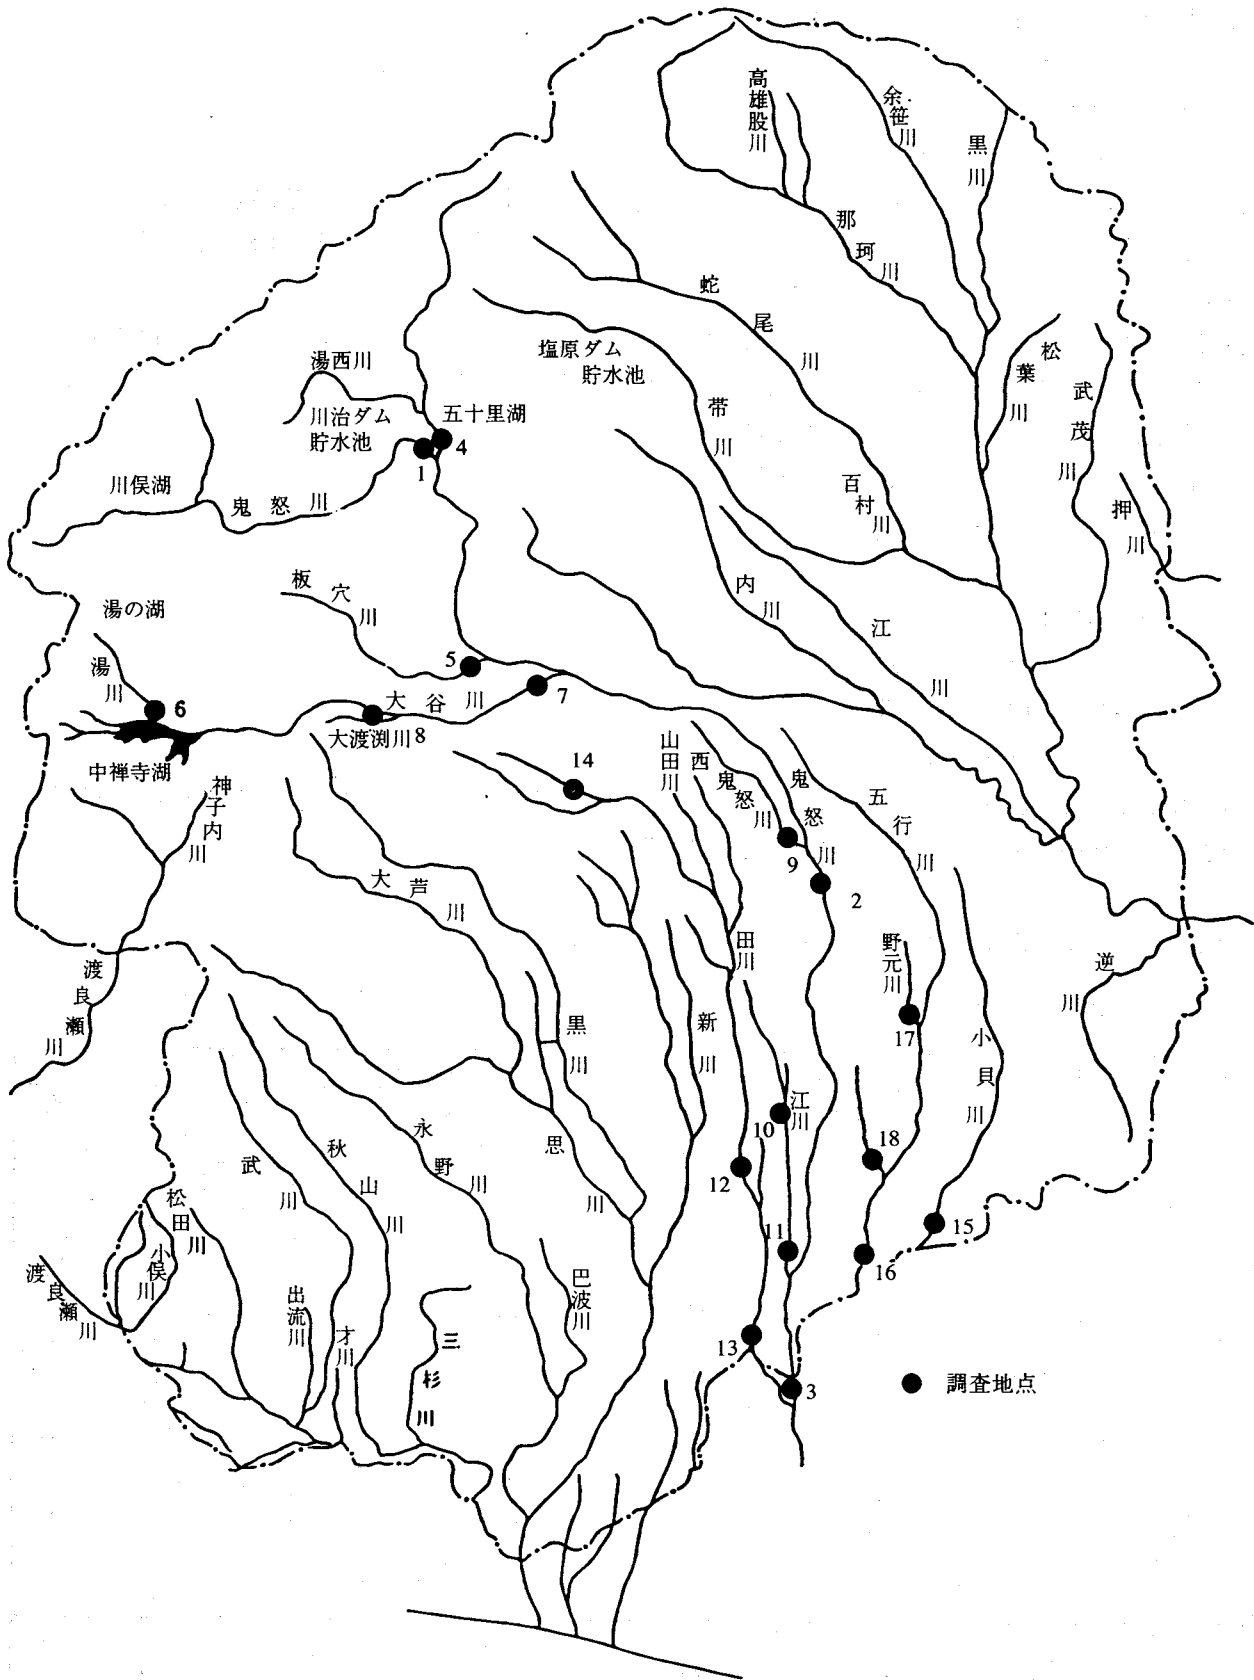 高雄股川
余笹川
黒川
那珂川
蛇尾川
塩原ダム
貯水池
湯西川
川治ダム
貯水池
五十里湖
4
1
帯川
松葉川
武茂川
川俣湖
鬼怒川
百村川
押川
板穴川
湯の湖
内川
江川
湯川
5
6
7
大谷川
大渡渕川8
中禅寺湖
山田川
西鬼怒川
鬼怒川
五行川
14
神子内川
9
2
大芦川
田川
野元川
逆川
渡良瀬川
新川
黒川
17
小貝川
江川
10
永野川
思川
18
秋山川
武川
12
松田川
11
15
16
小俣川
渡良瀬川
巴波川
出流川
才川
三杉川
13
3
調査地点